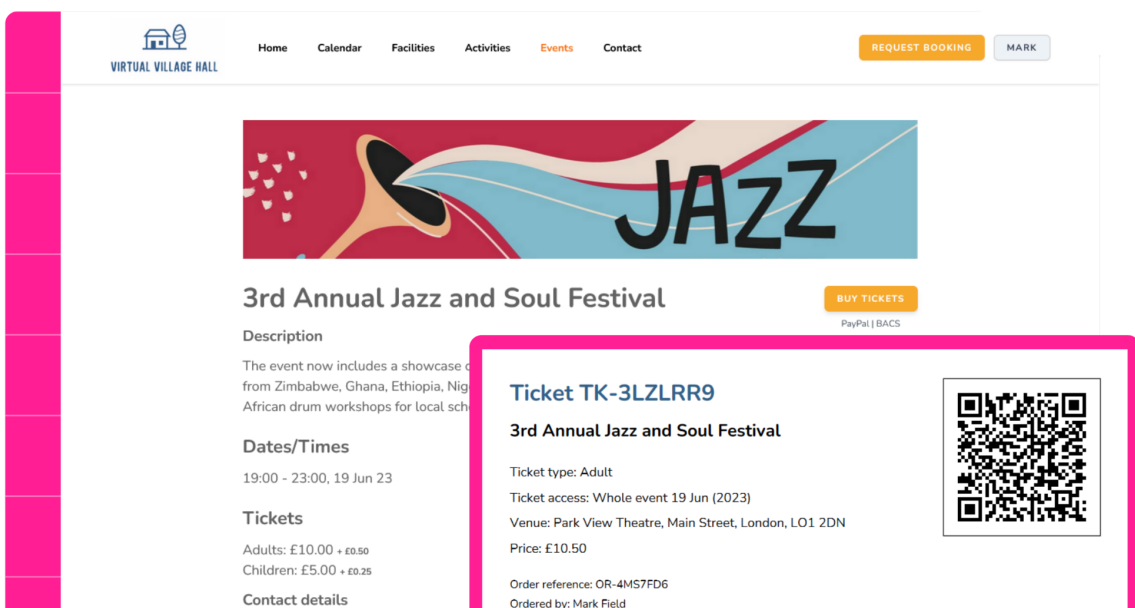 VIRTUAL VILLAGE HALL
Home Calendar Facilities Activities Events Contact
REQUEST BOOKING
MARK
JAZZ
3rd Annual Jazz and Soul Festival
BUY TICKETS
PayPal | BACS
Description
The event now includes a showcase
from Zimbabwe, Ghana, Ethiopia,
African drum workshops for local
Dates/Times
19:00 - 23:00, 19 Jun 23
Tickets
Adults: £10.00 + £0.50
Children: £5.00 + £0.25
Contact details
Ticket TK-3LZLRR9
3rd Annual Jazz and Soul Festival
Ticket type: Adult
Ticket access: Whole event 19 Jun (2023)
Venue: Park View Theatre, Main Street, London, LO1 2DN
Price: £10.50
Order reference: OR-4MS7FD6
Ordered by: Mark Field